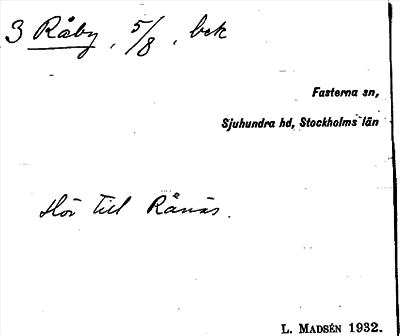 3 Råby, 5/8, bek
Fasterna sn,
Sjuhundra hd, Stockholms län
Hör till Rånäs.
L. MADSÉN 1932.